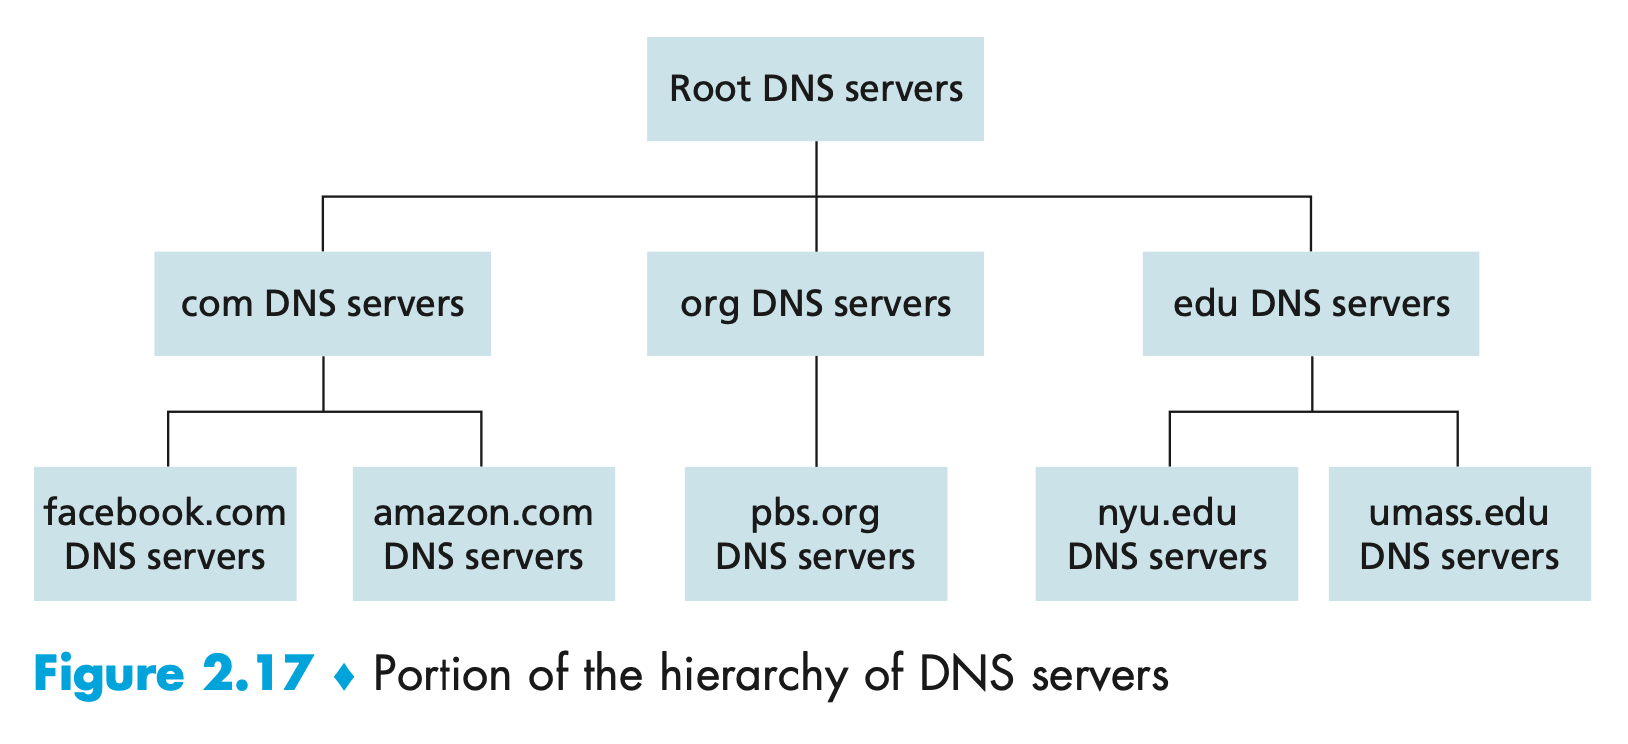 Root DNS servers
com DNS servers
org DNS servers
edu DNS servers
facebook.com
DNS servers
amazon.com
DNS servers
pbs.org
DNS servers
nyu.edu
DNS servers
umass.edu
DNS servers
Figure 2.17 ♦ Portion of the hierarchy of DNS servers